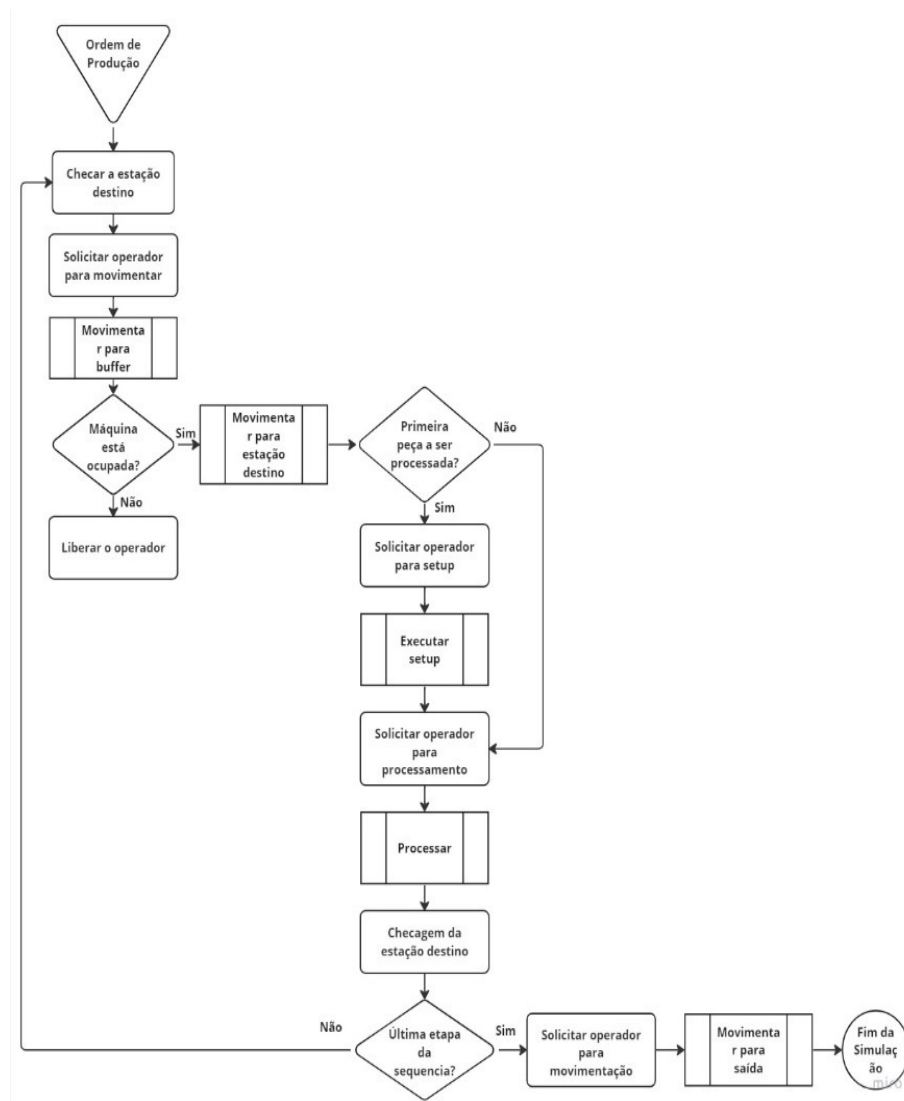 Ordem de
Produção
Checar a estação
destino
Solicitar operador
para movimentar
Movimenta
r para
buffer
Máquina
está
ocupada?
Sim
Não
Liberar o operador
Movimenta
r para
estação
destino
Primeira
peça a ser
processada?
Não
Sim
Solicitar operador
para setup
Executar
setup
Solicitar operador
para
processamento
Processar
Checagem da
estação destino
Última etapa
da
sequencia?
Não
Sim
Solicitar operador
para
movimentação
Movimenta
r para
saída
Fim da
Simulaç
ão
miro